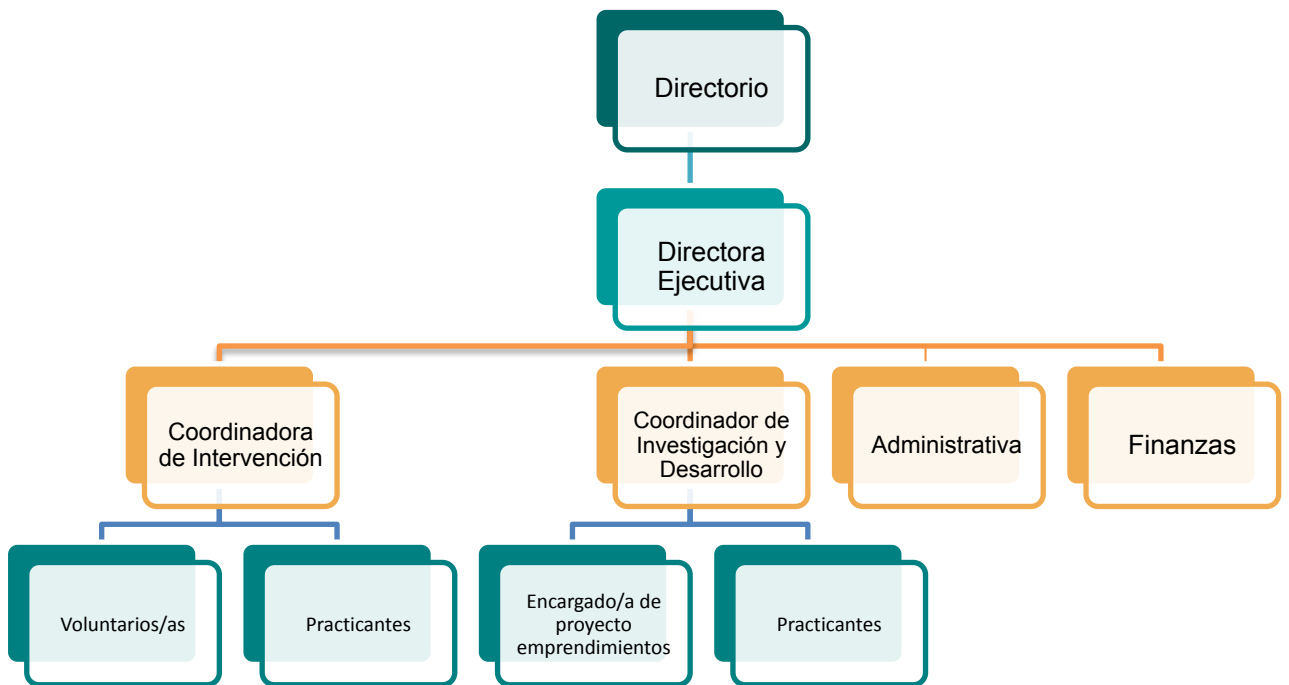 Directorio
Directora
Ejecutiva
Coordinadora
de Intervención
Coordinador de
Investigación y
Desarrollo
Administrativa
Finanzas
Voluntarios/as
Practicantes
Encargado/a de
proyecto
emprendimientos
Practicantes